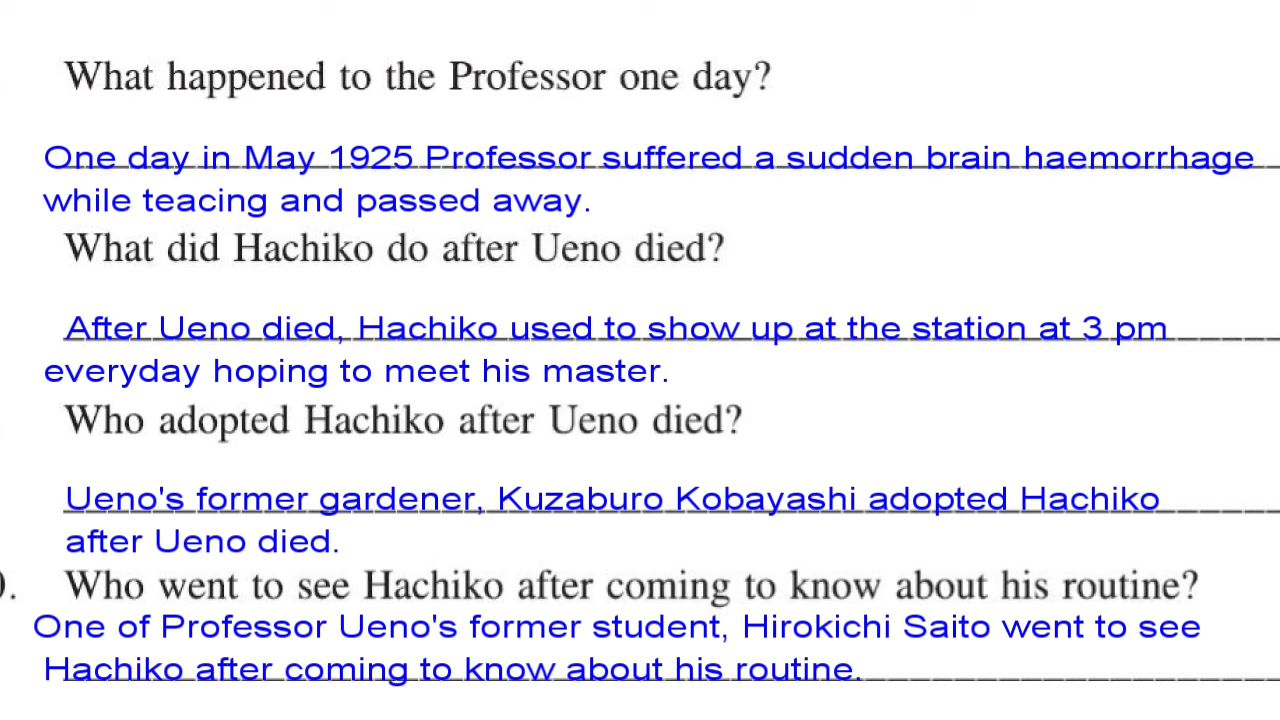 What happened to the Professor one day?
One day in May 1925 Professor suffered a sudden brain haemorrhage
while teacing and passed away.
What did Hachiko do after Ueno died?
After Ueno died, Hachiko used to show up at the station at 3 pm
everyday hoping to meet his master.
Who adopted Hachiko after Ueno died?
Ueno's former gardener, Kuzaburo Kobayashi adopted Hachiko
after Ueno died.
). Who went to see Hachiko after coming to know about his routine?
One of Professor Ueno's former student, Hirokichi Saito went to see
Hachiko after coming to know about his routine.